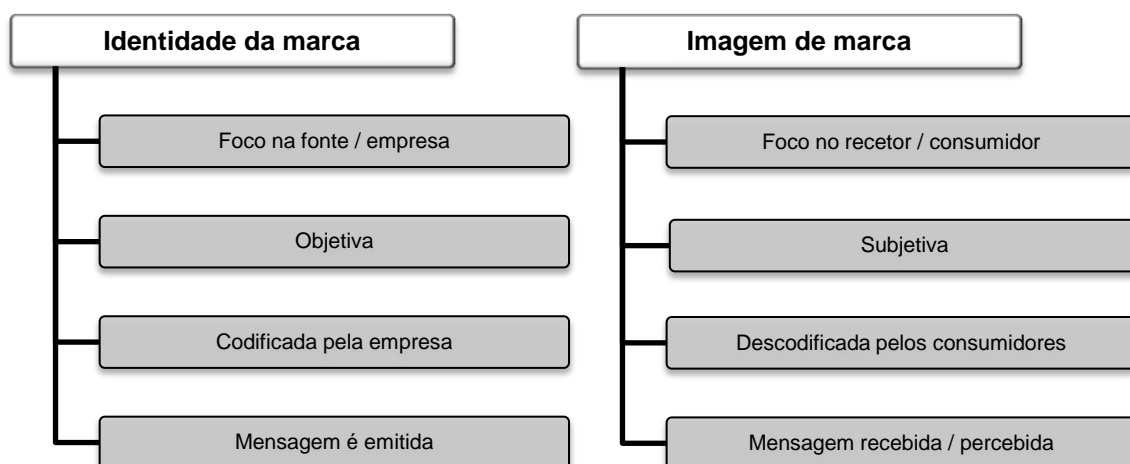 Identidade da marca
Foco na fonte / empresa
Objetiva
Codificada pela empresa
Mensagem é emitida
Imagem de marca
Foco no recetor / consumidor
Subjetiva
Descodificada pelos consumidores
Mensagem recebida / percebida